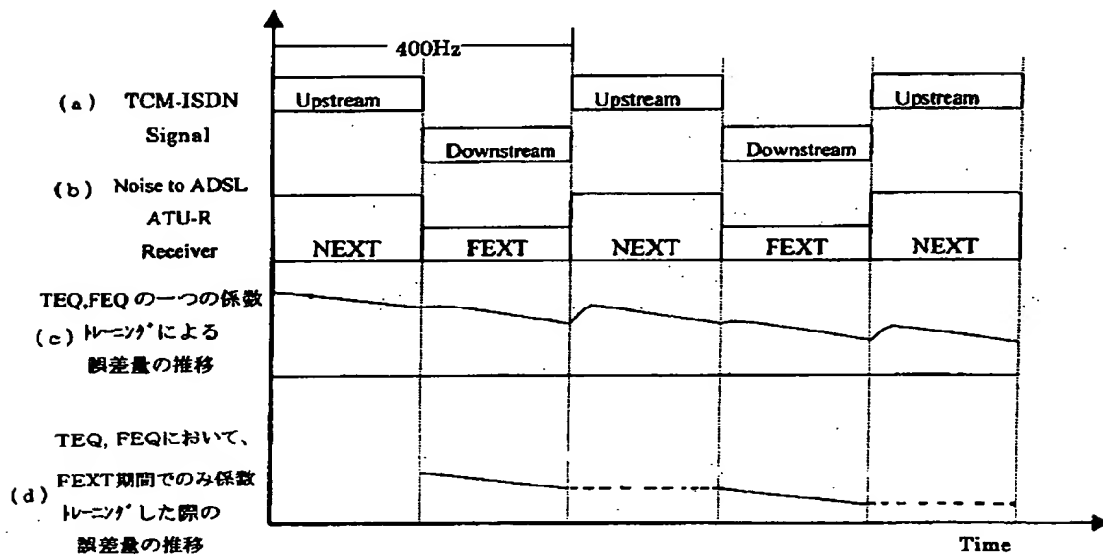 400Hz
(a) TCM-ISDN
Signal
Upstream
Upstream
Upstream
Downstream
Downstream
(b) Noise to ADSL
ATU-R
Receiver
NEXT
FEXT
NEXT
FEXT
NEXT
TEQ,FEQ の一つの係数
(c) トレーニングによる
誤差量の推移
TEQ, FEQにおいて、
(d) FEXT期間でのみ係数
トレーニングした際の
誤差量の推移
Time